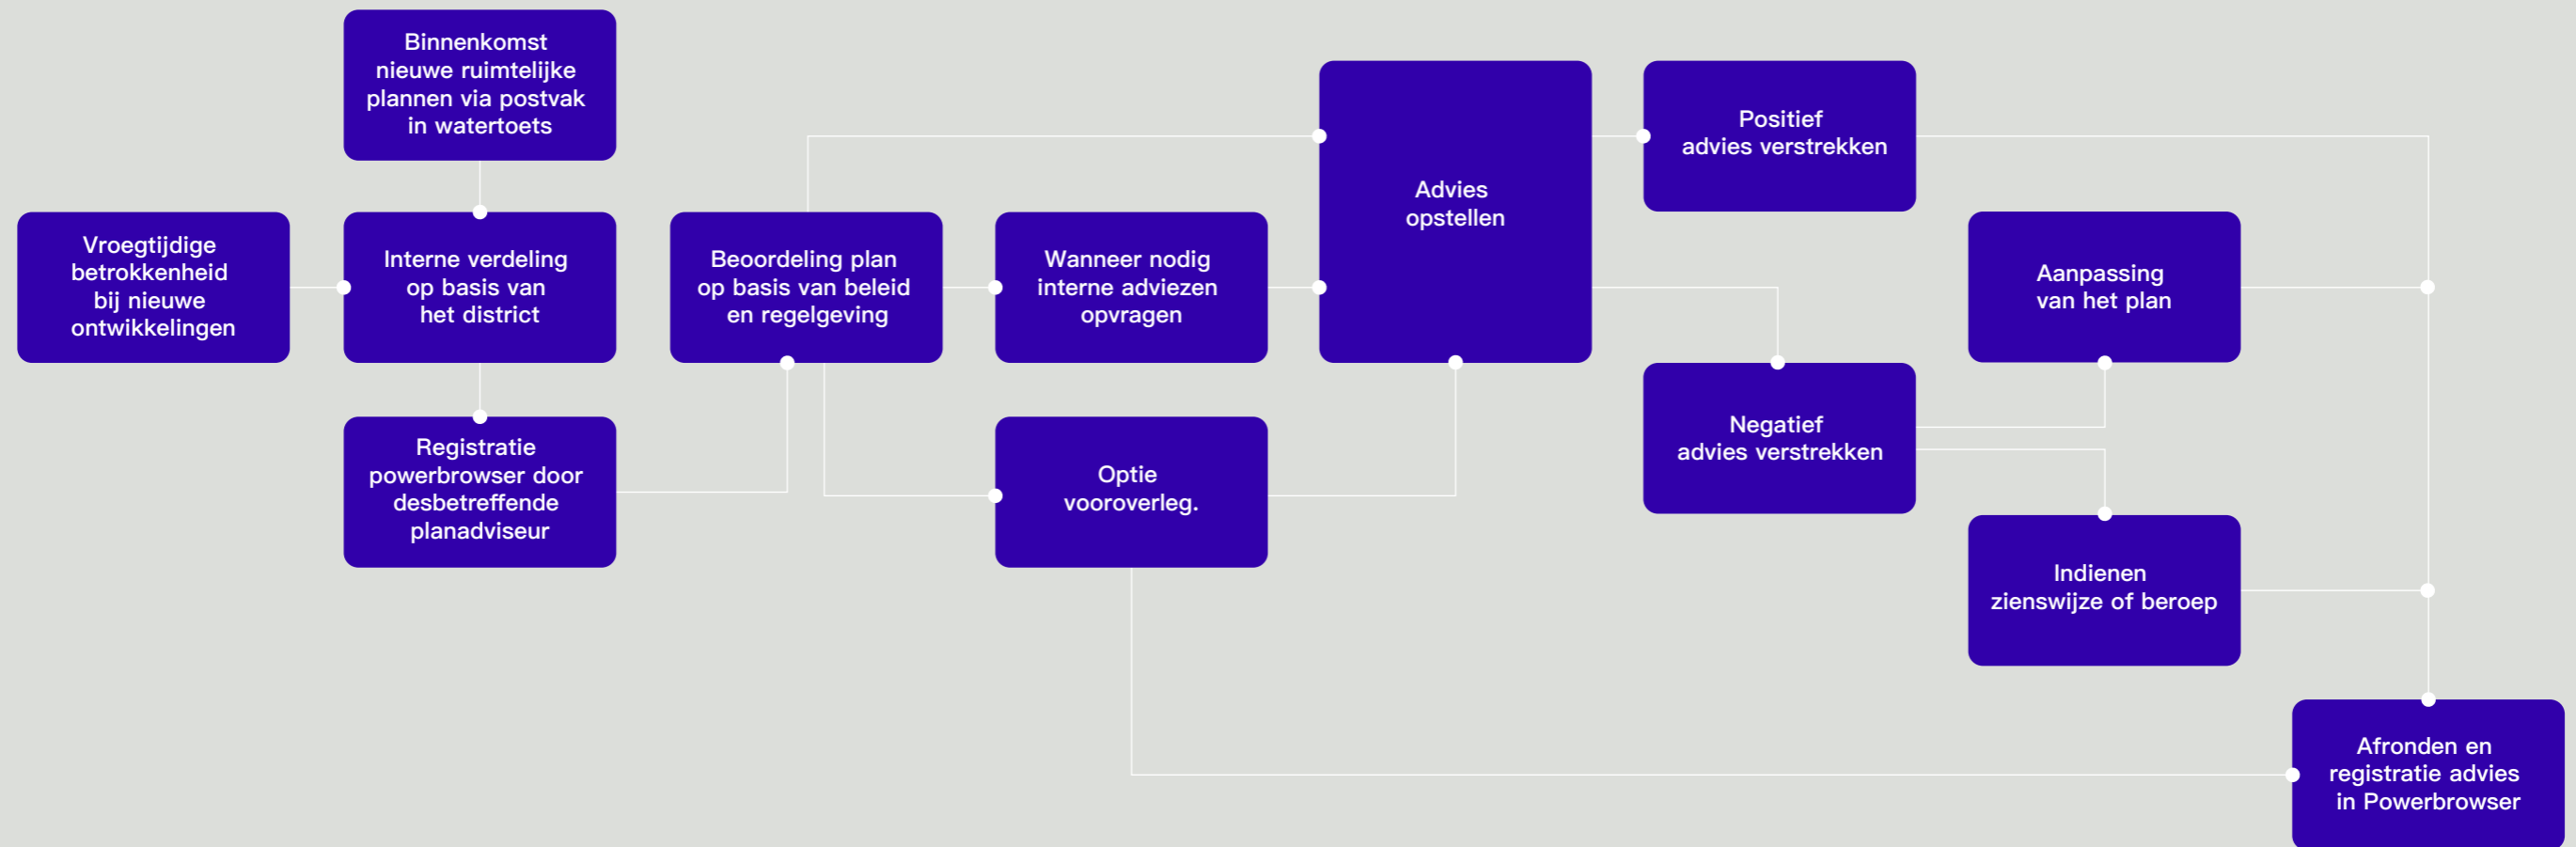 Binnenkomst
nieuwe ruimtelijke
plannen via postvak
in watertoets
Vroegtijdige
betrokkenheid
bij nieuwe
ontwikkelingen
Interne verdeling
op basis van
het district
Registratie
powerbrowser door
desbetreffende
planadviseur
Beoordeling plan
op basis van beleid
en regelgeving
Wanneer nodig
interne adviezen
opvragen
Optie
vooroverleg.
Advies
opstellen
Positief
advies verstrekken
Negatief
advies verstrekken
Aanpassing
van het plan
Indienen
zienswijze of beroep
Afronden en
registratie advies
in Powerbrowser